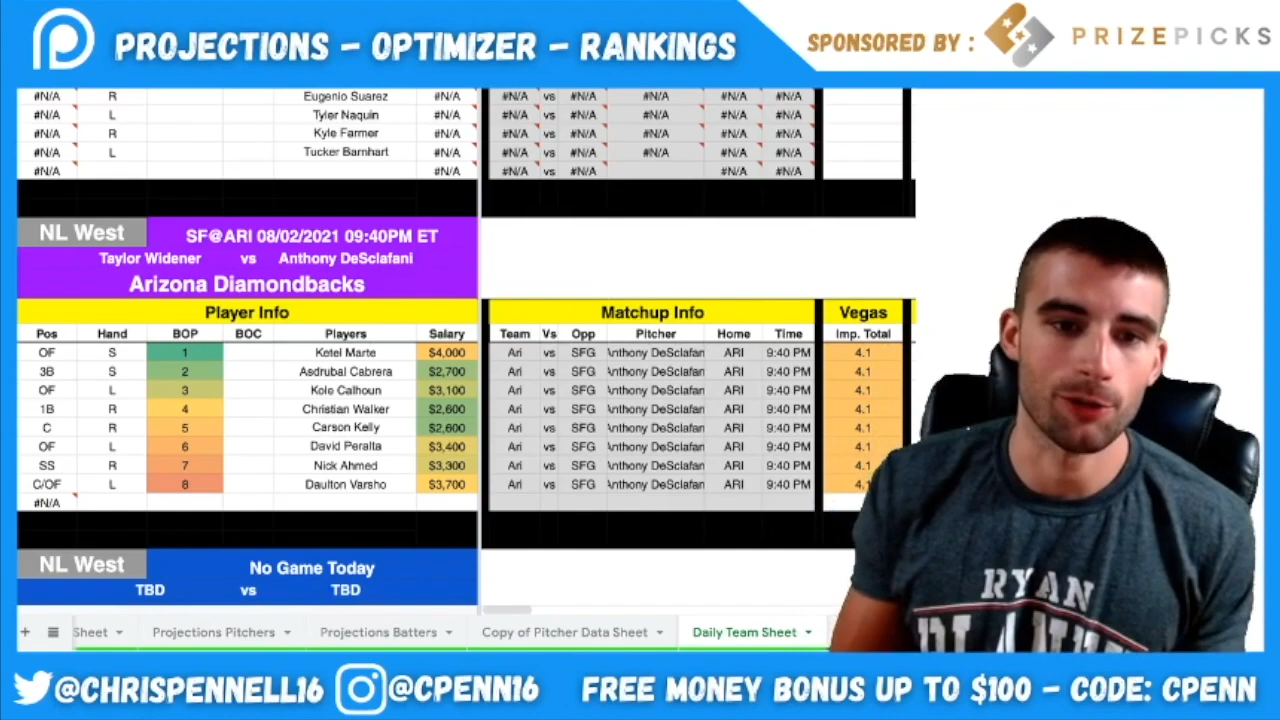 PROJECTIONS - OPTIMIZER - RANKINGS
SPONSORED BY : PRIZEPICKS
#N/A R Eugenio Suarez #N/A #N/A vs #N/A #N/A #N/A #N/A
#N/A L Tyler Naquin #N/A #N/A vs #N/A #N/A #N/A #N/A
#N/A R Kyle Farmer #N/A #N/A vs #N/A #N/A #N/A #N/A
#N/A L Tucker Barnhart #N/A #N/A vs #N/A #N/A #N/A #N/A
#N/A #N/A #N/A vs #N/A #N/A #N/A
NL West SF@ARI 08/02/2021 09:40PM ET
Taylor Widener vs Anthony DeSclafani
Arizona Diamondbacks
Player Info Matchup Info Vegas
Pos Hand BOP BOC Players Salary Team Vs Opp Pitcher Home Time Imp. Total
OF S 1 Ketel Marte $4,000 Ari vs SFG Anthony DeSclafan ARI 9:40 PM 4.1
3B S 2 Asdrubal Cabrera $2,700 Ari vs SFG Anthony DeSclafan ARI 9:40 PM 4.1
OF L 3 Kole Calhoun $3,100 Ari vs SFG Anthony DeSclafan ARI 9:40 PM 4.1
1B R 4 Christian Walker $2,600 Ari vs SFG Anthony DeSclafan ARI 9:40 PM 4.1
C R 5 Carson Kelly $2,600 Ari vs SFG Anthony DeSclafan ARI 9:40 PM 4.1
OF L 6 David Peralta $3,400 Ari vs SFG Anthony DeSclafan ARI 9:40 PM 4.1
SS R 7 Nick Ahmed $3,300 Ari vs SFG Anthony DeSclafan ARI 9:40 PM 4.1
C/OF L 8 Daulton Varsho $3,700 Ari vs SFG Anthony DeSclafan ARI 9:40 PM 4.1
#N/A
NL West No Game Today
TBD vs TBD
+ Sheet Projections Pitchers Projections Batters Copy of Pitcher Data Sheet Daily Team Sheet
RYAN
@CHRISPENNELL16 @CPENN16 FREE MONEY BONUS UP TO $100 - CODE: CPENN